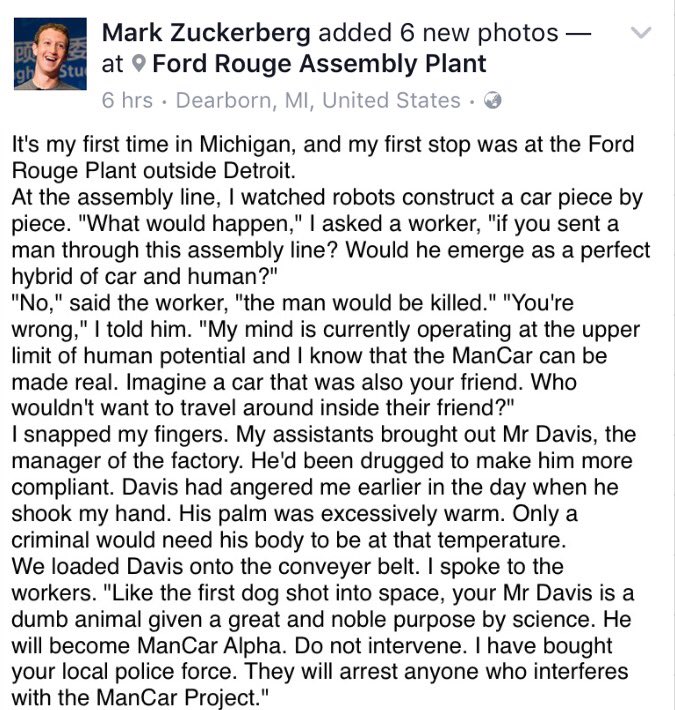 Mark Zuckerberg added 6 new photos —
at Ford Rouge Assembly Plant
6 hrs · Dearborn, MI, United States ·
It's my first time in Michigan, and my first stop was at the Ford
Rouge Plant outside Detroit.
At the assembly line, I watched robots construct a car piece by
piece. "What would happen," I asked a worker, "if you sent a
man through this assembly line? Would he emerge as a perfect
hybrid of car and human?"
"No," said the worker, "the man would be killed." "You're
wrong," I told him. "My mind is currently operating at the upper
limit of human potential and I know that the ManCar can be
made real. Imagine a car that was also your friend. Who
wouldn't want to travel around inside their friend?"
I snapped my fingers. My assistants brought out Mr Davis, the
manager of the factory. He'd been drugged to make him more
compliant. Davis had angered me earlier in the day when he
shook my hand. His palm was excessively warm. Only a
criminal would need his body to be at that temperature.
We loaded Davis onto the conveyer belt. I spoke to the
workers. "Like the first dog shot into space, your Mr Davis is a
dumb animal given a great and noble purpose by science. He
will become ManCar Alpha. Do not intervene. I have bought
your local police force. They will arrest anyone who interferes
with the ManCar Project."